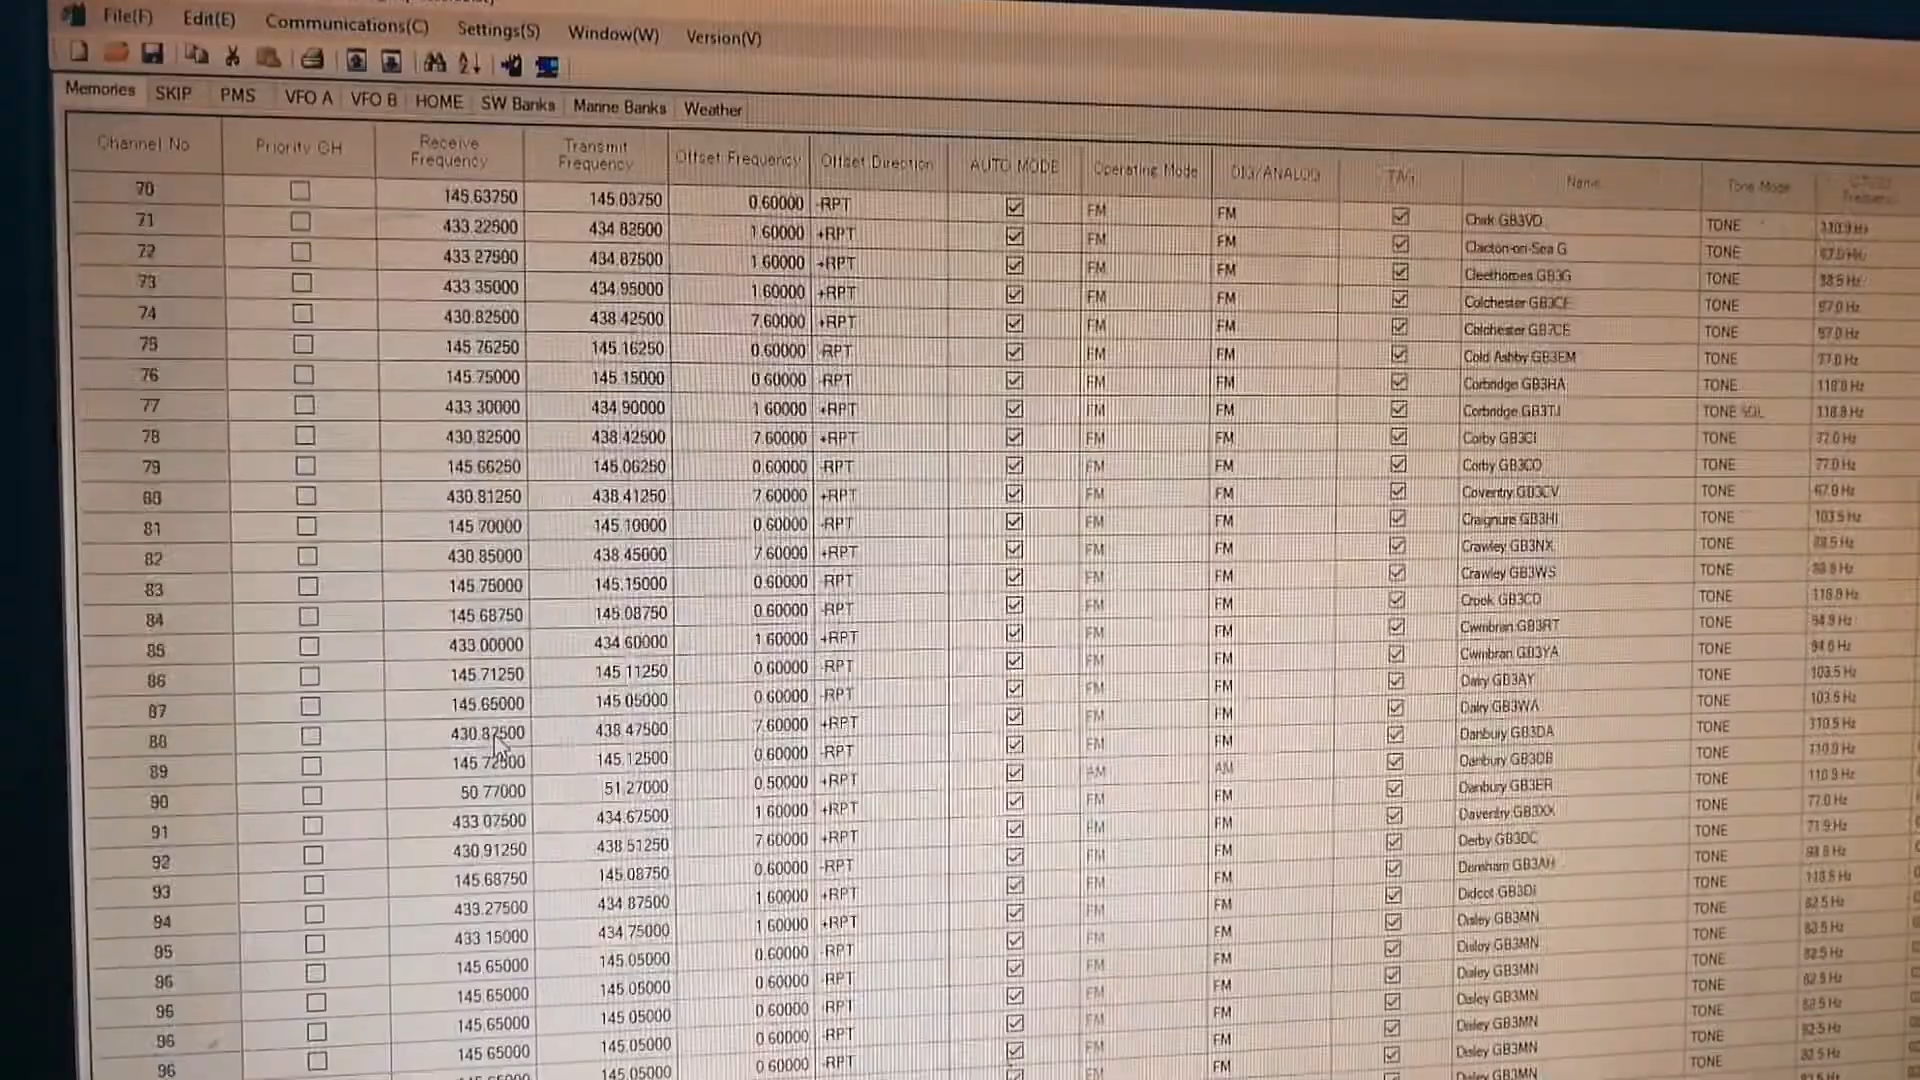 File(F) Edit(E) Communications(C) Settings(S) Window(W) Version(V)
Memories SKIP PMS VFO A VFO B HOME SW Banks Marine Banks Weather
Channel No Priority CH Receive Frequency Transmit Frequency Offset Frequency Offset Direction AUTO MODE Operating Mode DIG/ANALOG TAG Name Tone Mode
70 145.63750 145.03750 0.60000 -RPT FM FM GB3VD TONE 110.9 Hz
71 433.22500 434.82500 1.60000 +RPT FM FM Clacton-on-Sea G TONE 67.0 Hz
72 433.27500 434.87500 1.60000 +RPT FM FM Cleethorpes GB3G TONE 88.5 Hz
73 433.35000 434.95000 1.60000 +RPT FM FM Colchester GB3CE TONE 67.0 Hz
74 430.82500 438.42500 7.60000 +RPT FM FM Colchester GB7CE TONE 67.0 Hz
75 145.76250 145.16250 0.60000 -RPT FM FM Cold Ashby GB3EM TONE 77.0 Hz
76 145.75000 145.15000 0.60000 -RPT FM FM Corbridge GB3HA TONE 118.8 Hz
77 433.30000 434.90000 1.60000 +RPT FM FM Corbridge GB3TJ TONE SQL 118.8 Hz
78 430.82500 438.42500 7.60000 +RPT FM FM Corby GB3CI TONE 77.0 Hz
79 145.66250 145.06250 0.60000 -RPT FM FM Corby GB3CO TONE 77.0 Hz
80 430.81250 438.41250 7.60000 +RPT FM FM Coventry GB3CV TONE 67.0 Hz
81 145.70000 145.10000 0.60000 -RPT FM FM Craignure GB3HI TONE 103.5 Hz
82 430.85000 438.45000 7.60000 +RPT FM FM Crawley GB3NX TONE 88.5 Hz
83 145.75000 145.15000 0.60000 -RPT FM FM Crawley GB3WS TONE 88.5 Hz
84 145.68750 145.08750 0.60000 -RPT FM FM Crook GB3CD TONE 118.8 Hz
85 433.00000 434.60000 1.60000 +RPT FM FM Cwmbran GB3RT TONE 94.8 Hz
86 145.71250 145.11250 0.60000 -RPT FM FM Cwmbran GB3YA TONE 94.8 Hz
87 145.65000 145.05000 0.60000 -RPT FM FM Dalry GB3AY TONE 103.5 Hz
88 430.87500 438.47500 7.60000 +RPT FM FM Dalry GB3WA TONE 103.5 Hz
89 145.72500 145.12500 0.60000 -RPT FM FM Danbury GB3DA TONE 110.9 Hz
90 50.77000 51.27000 0.50000 +RPT AM AM Danbury GB3DB TONE 110.9 Hz
91 433.07500 434.67500 1.60000 +RPT FM FM Danbury GB3ER TONE 110.9 Hz
92 430.91250 438.51250 7.60000 +RPT FM FM Daventry GB3XX TONE 77.0 Hz
93 145.68750 145.08750 0.60000 -RPT FM FM Derby GB3DC TONE 71.9 Hz
94 433.27500 434.87500 1.60000 +RPT FM FM Dereham GB3AH TONE
95 433.15000 434.75000 1.60000 +RPT FM FM Didcot GB3DI TONE 118.8 Hz
96 145.65000 145.05000 0.60000 -RPT FM FM Disley GB3MN TONE 82.5 Hz
96 145.65000 145.05000 0.60000 -RPT FM FM Disley GB3MN TONE 82.5 Hz
96 145.65000 145.05000 0.60000 -RPT FM FM Disley GB3MN TONE 82.5 Hz
96 145.65000 145.05000 0.60000 -RPT FM FM Disley GB3MN TONE 82.5 Hz
145.05000 0.60000 -RPT FM FM Disley GB3MN TONE 82.5 Hz